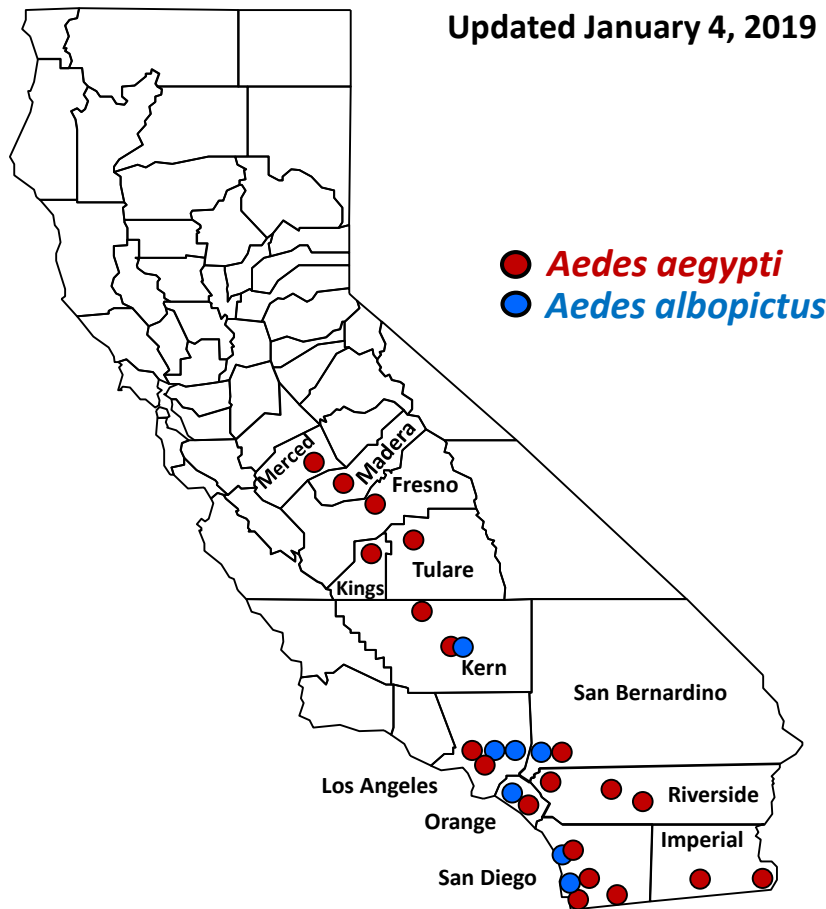 Updated January 4, 2019
Aedes aegypti
Aedes albopictus
Merced
Madera
Fresno
Tulare
Kings
Kern
San Bernardino
Los Angeles
Riverside
Orange
Imperial
San Diego